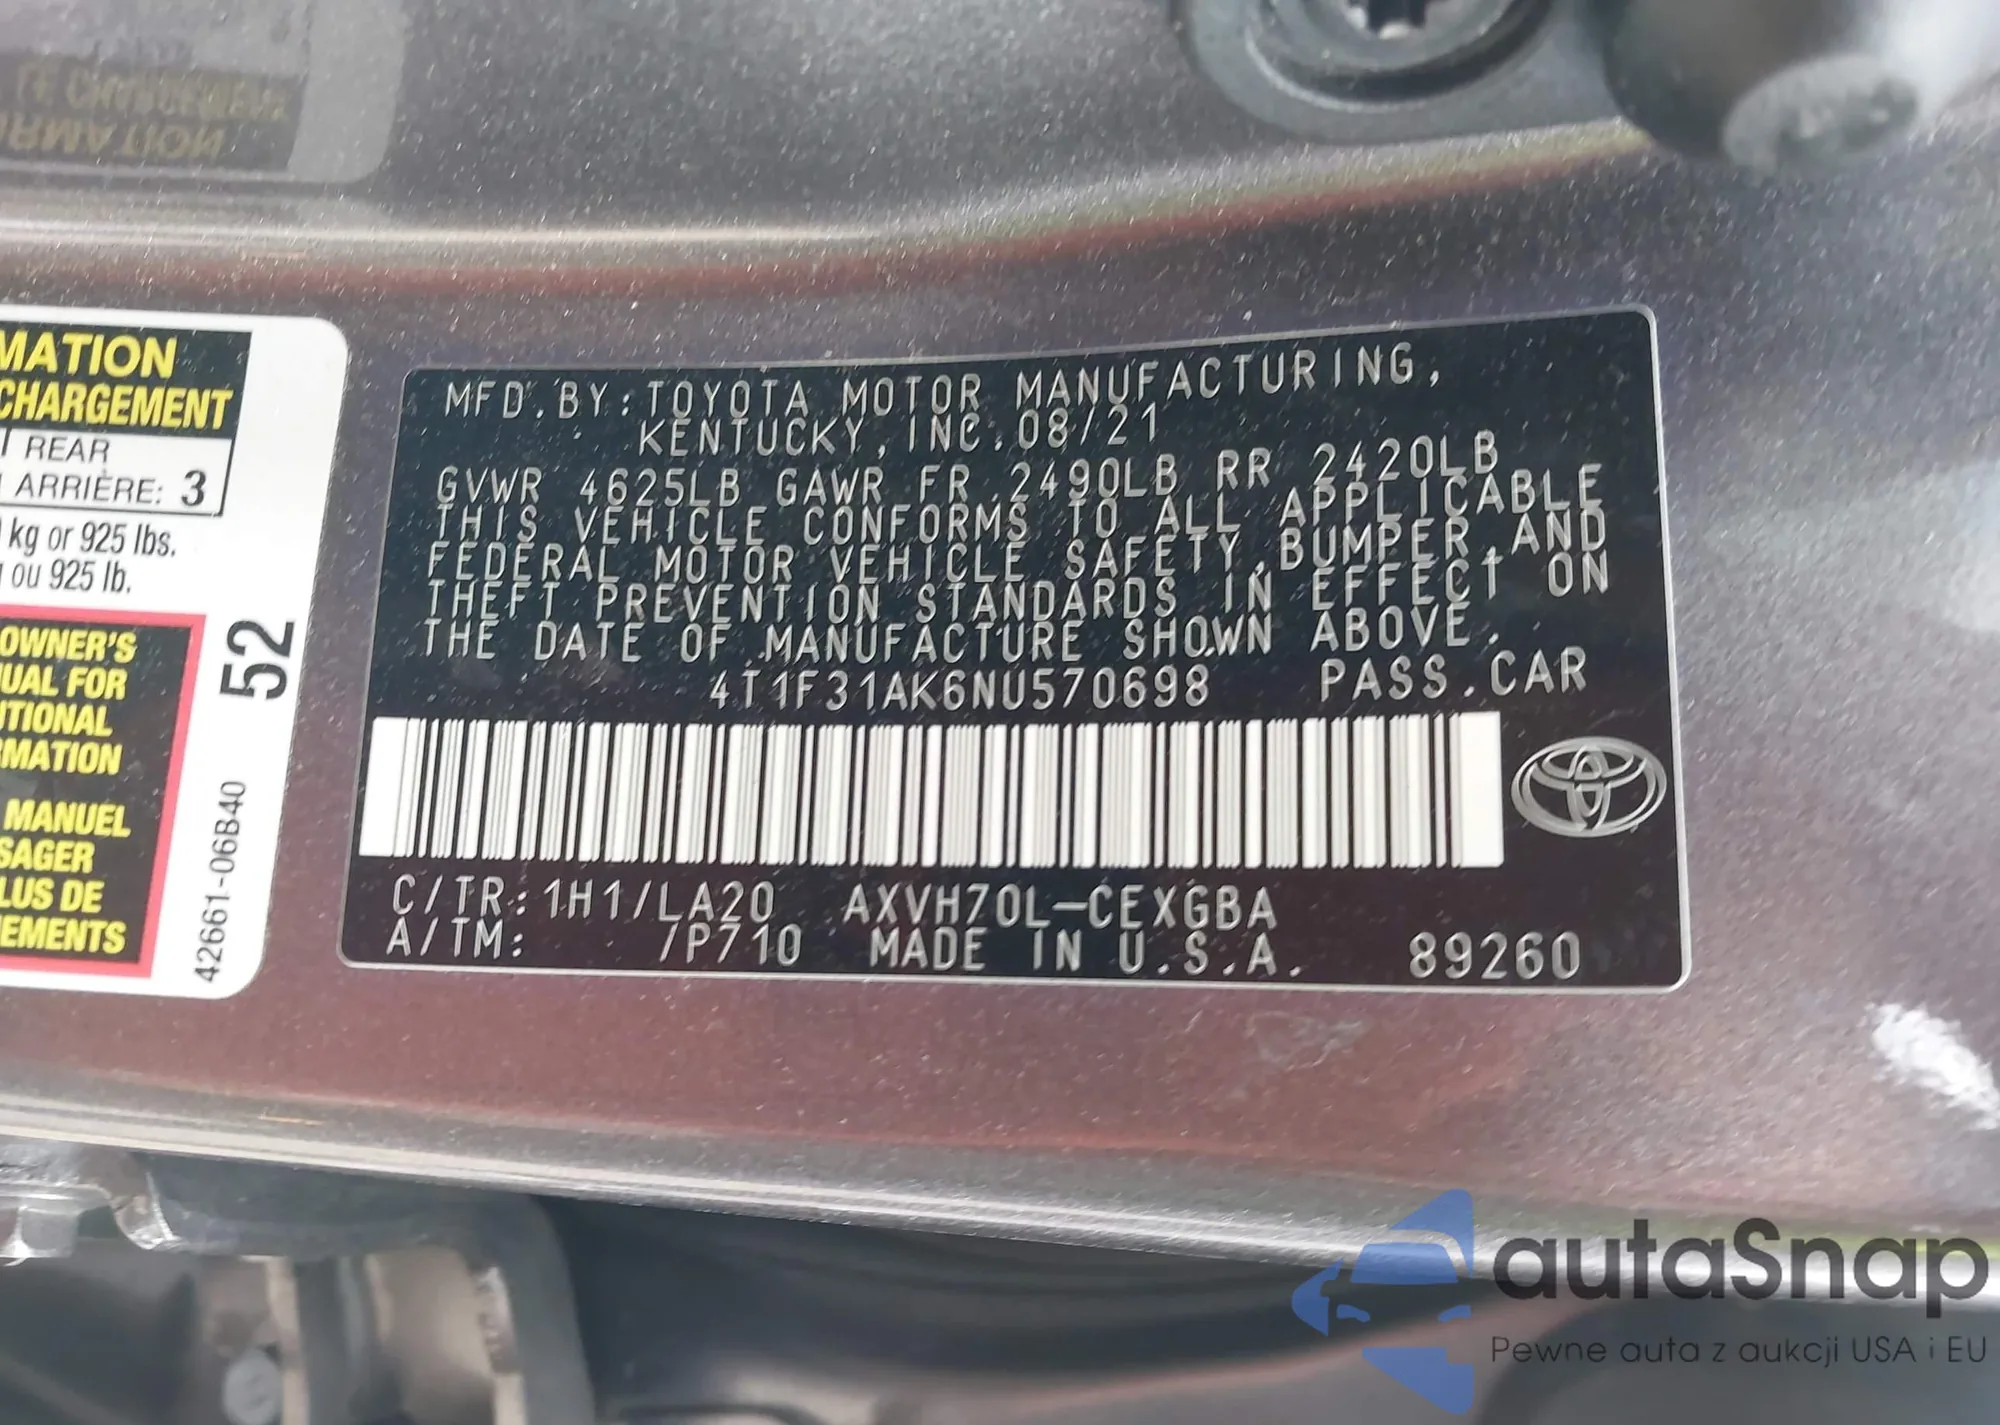 MATION
CHARGEMENT
REAR
ARRIÈRE: 3
kg or 925 lbs.
ou 925 lb.
OWNER'S
UAL FOR
TIONAL
RMATION
MANUEL
SAGER
LUS DE
EMENTS
52
42661-06B40
MFD.BY:TOYOTA MOTOR MANUFACTURING,
KENTUCKY,INC.08/21
GVWR 4625LB GAWR FR 2490LB RR 2420LB
THIS VEHICLE CONFORMS TO ALL APPLICABLE
FEDERAL MOTOR VEHICLE SAFETY,BUMPER,AND
THEFT PREVENTION STANDARDS IN EFFECT ON
THE DATE OF MANUFACTURE SHOWN ABOVE.
4T1F31AK6NU570698 PASS.CAR
C/TR:1H1/LA20 AXVH70L-CEXGBA
A/TM: /P710 MADE IN U.S.A. 89260
autaSnap
Pewne auta z aukcji USA i EU